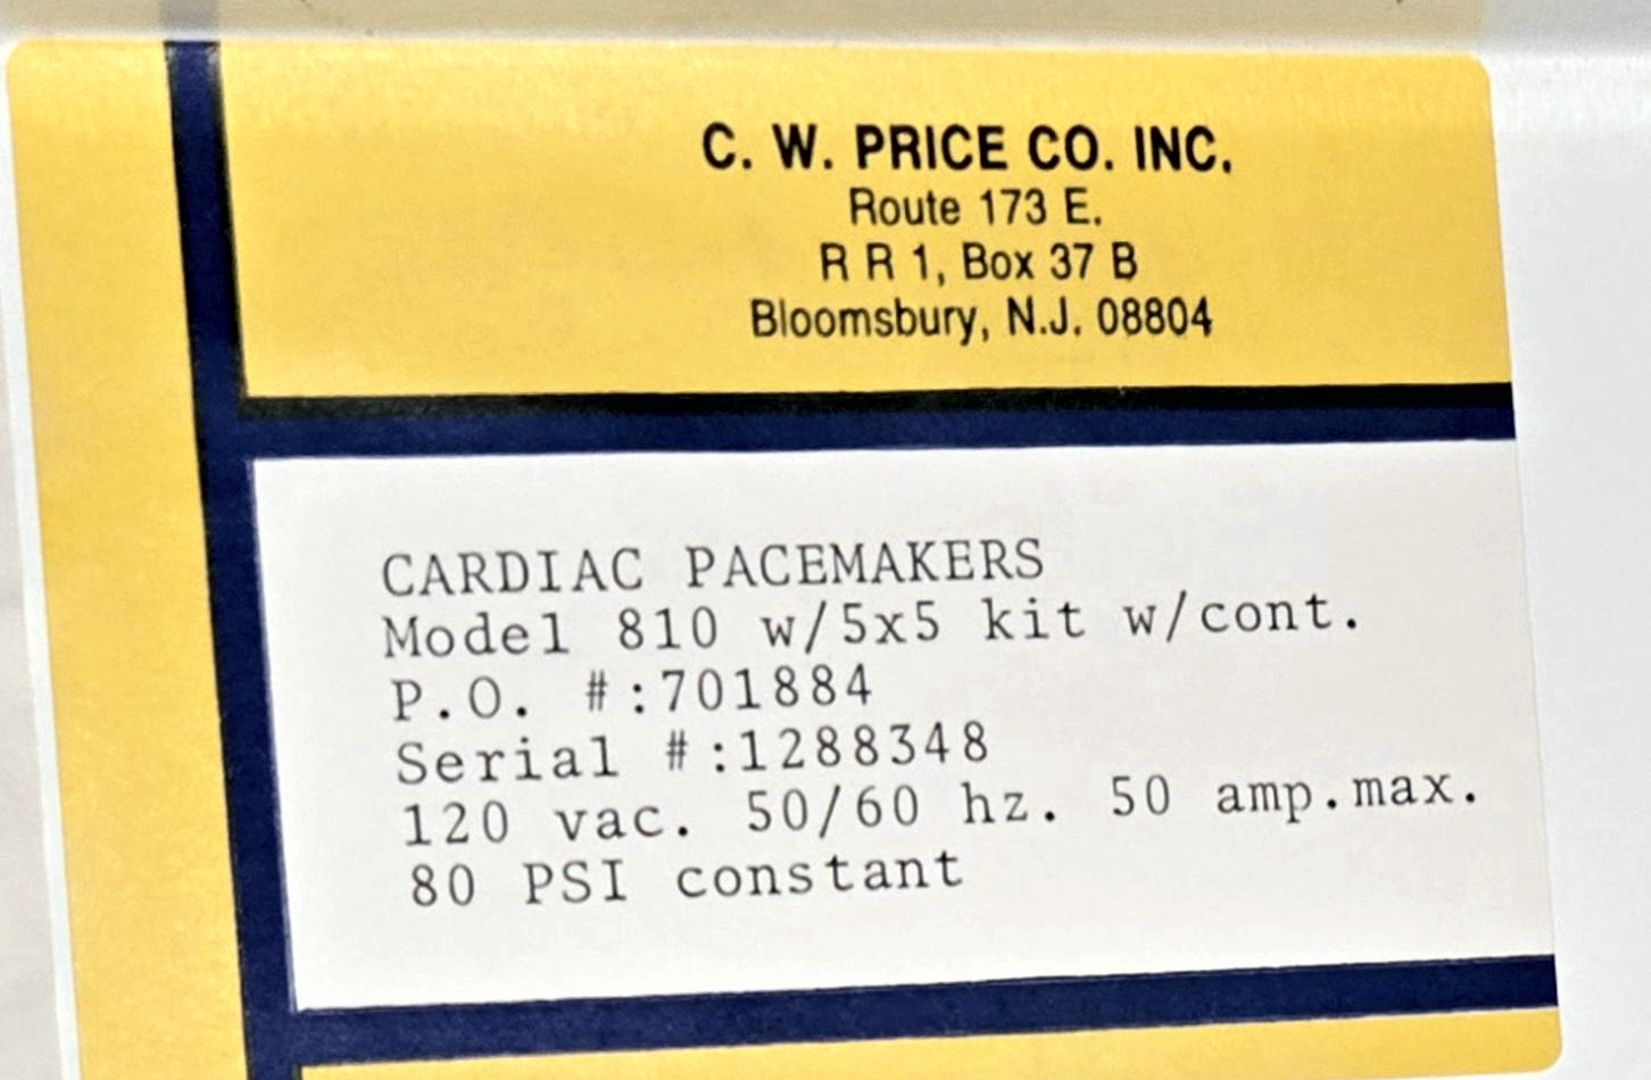 C. W. PRICE CO. INC.
Route 173 E.
R R 1, Box 37 B
Bloomsbury, N.J. 08804
CARDIAC PACEMAKERS
Model 810 w/5x5 kit w/cont.
P.O. #:701884
Serial #:1288348
120 vac. 50/60 hz. 50 amp.max.
80 PSI constant